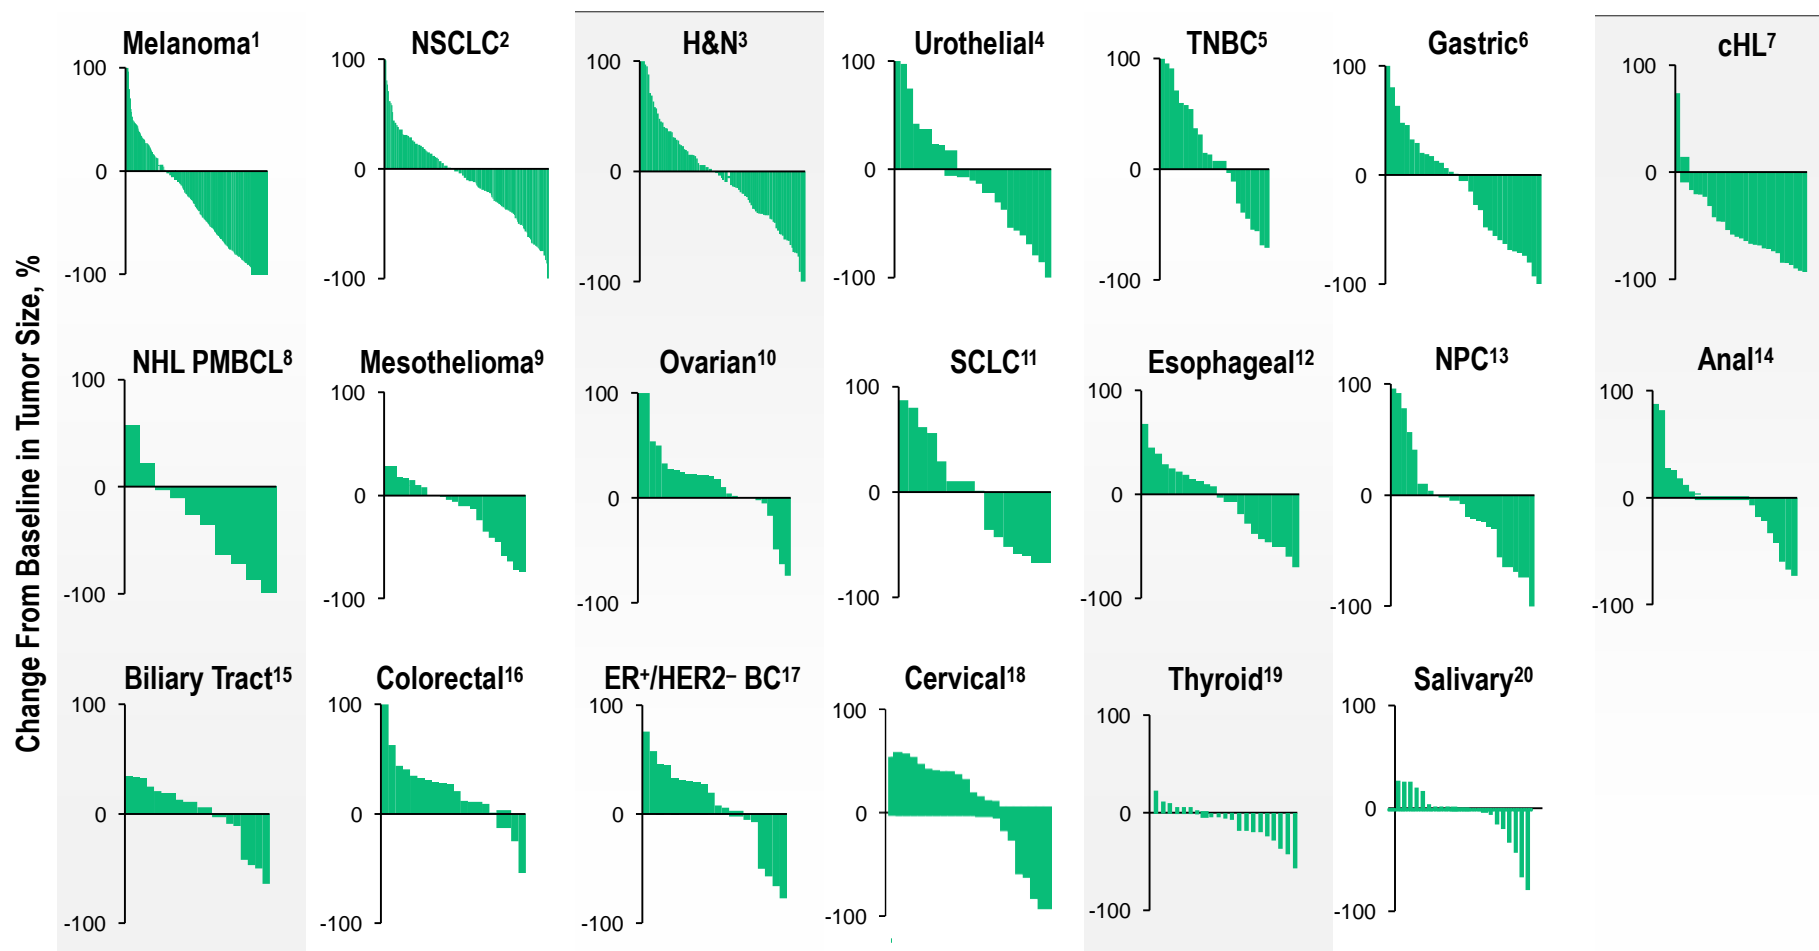 Change From Baseline in Tumor Size, %
Melanoma¹
100
0
-100
NSCLC²
100
0
-100
H&N³
100
0
-100
Urothelial⁴
100
0
-100
TNBC⁵
100
0
-100
Gastric⁶
100
0
-100
cHL⁷
100
0
-100
NHL PMBCL⁸
100
0
-100
Mesothelioma⁹
100
0
-100
Ovarian¹⁰
100
0
-100
SCLC¹¹
100
0
-100
Esophageal¹²
100
0
-100
NPC¹³
100
0
-100
Anal¹⁴
100
0
-100
Biliary Tract¹⁵
100
0
-100
Colorectal¹⁶
100
0
-100
ER⁺/HER2⁻ BC¹⁷
100
0
-100
Cervical¹⁸
100
0
-100
Thyroid¹⁹
100
0
-100
Salivary²⁰
100
0
-100